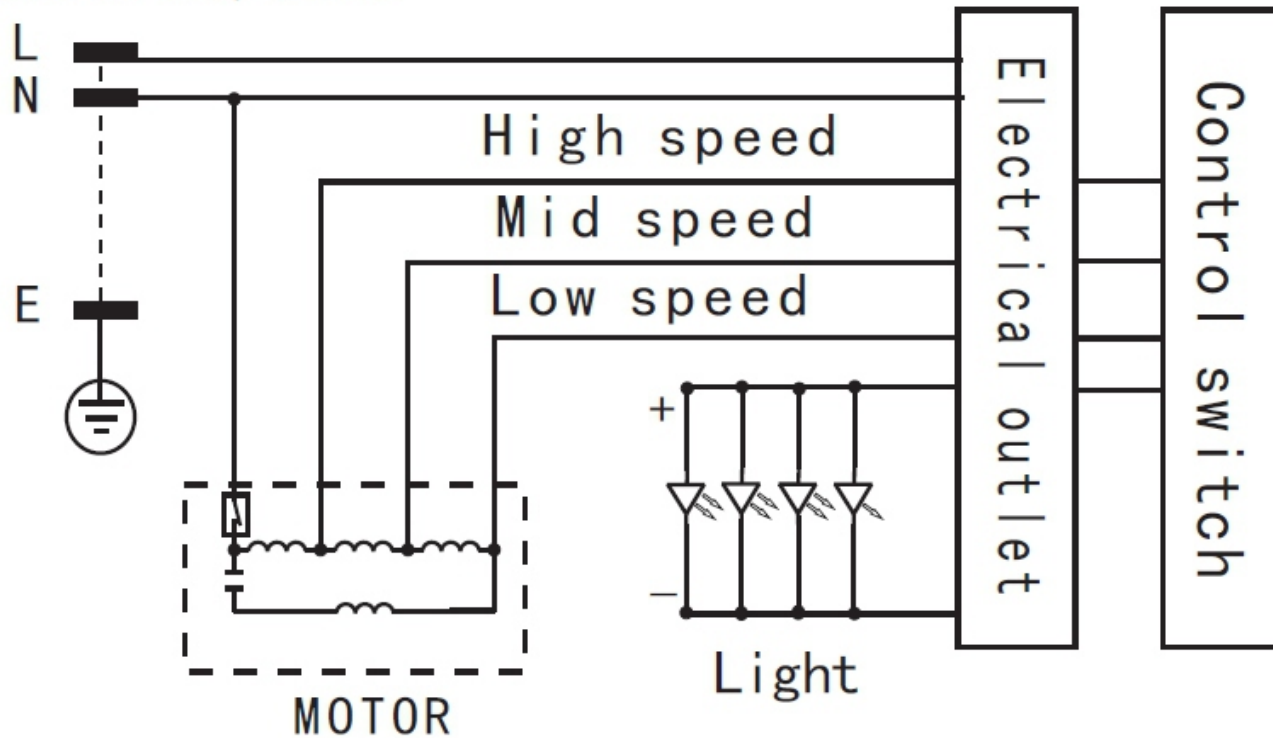 L
N
High speed
Mid speed
Low speed
E
+
−
Light
MOTOR
Electrical outlet
Control switch